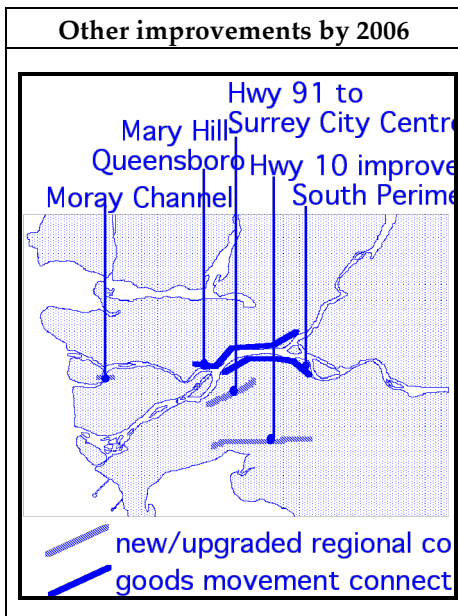 Other improvements by 2006
Hwy 91 to
Surrey City Centre
Mary Hill
Queensboro
Hwy 10 improve
Moray Channel
South Perime
new/upgraded regional co
goods movement connect